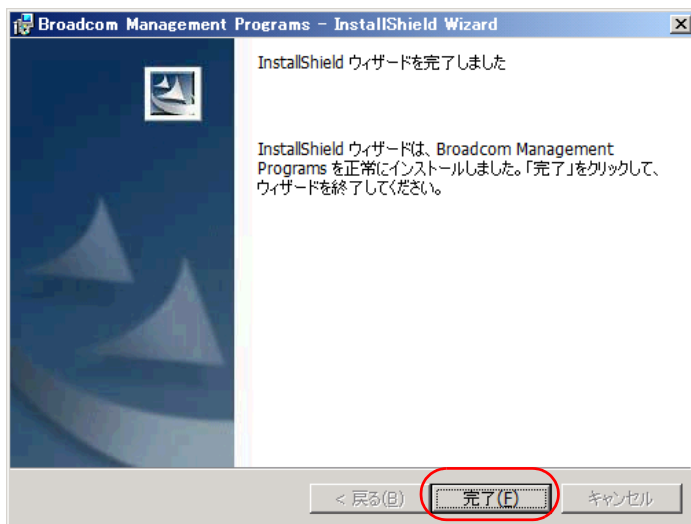 Broadcom Management Programs - InstallShield Wizard
InstallShield ウィザードを完了しました
InstallShield ウィザードは、Broadcom Management
Programs を正常にインストールしました。「完了」をクリックして、
ウィザードを終了してください。
< 戻る(B)
完了(F)
キャンセル